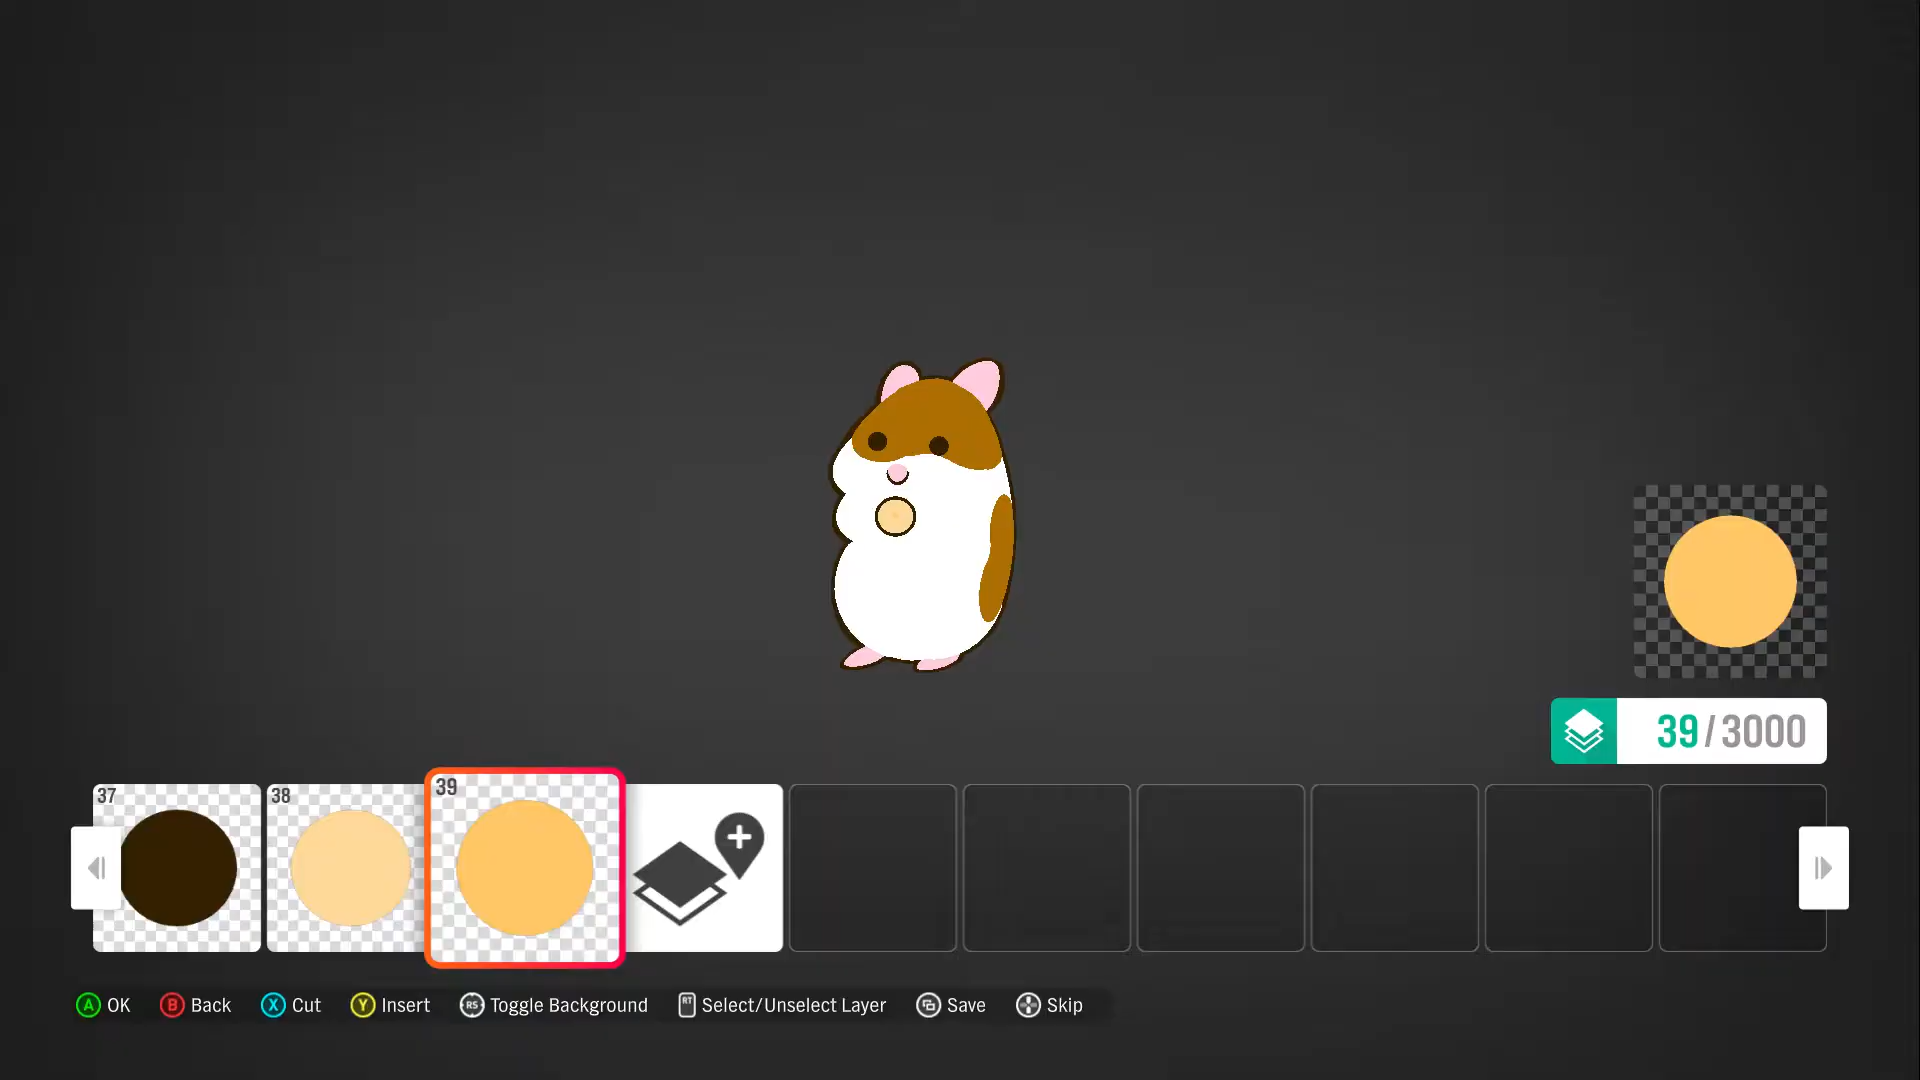 39/3000
37
38
39
A OK
B Back
X Cut
Y Insert
RS Toggle Background
RT Select/Unselect Layer
Save
Skip